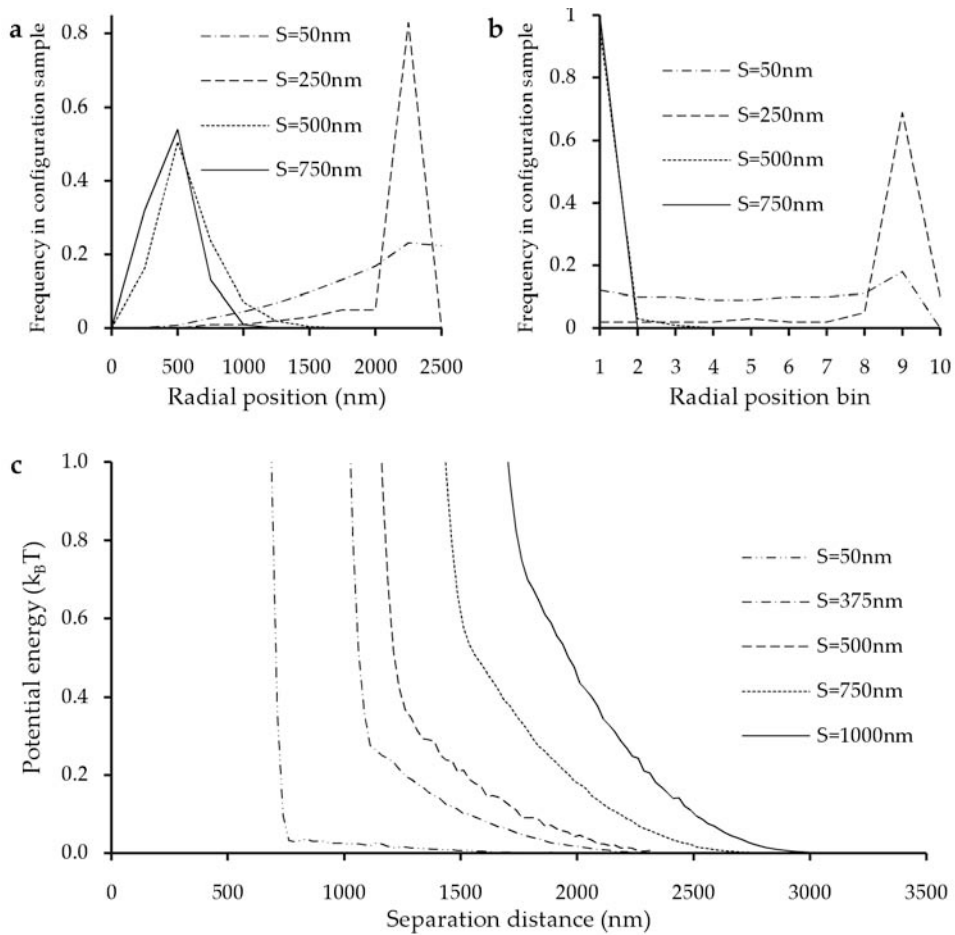 a
Frequency in configuration sample
0.8
0.6
0.4
0.2
0
S=50nm
S=250nm
S=500nm
S=750nm
0 500 1000 1500 2000 2500
Radial position (nm)
b
Frequency in configuration sample
1
0.8
0.6
0.4
0.2
0
S=50nm
S=250nm
S=500nm
S=750nm
1 2 3 4 5 6 7 8 9 10
Radial position bin
c
Potential energy (kBT)
1.0
0.8
0.6
0.4
0.2
0.0
S=50nm
S=375nm
S=500nm
S=750nm
S=1000nm
0 500 1000 1500 2000 2500 3000 3500
Separation distance (nm)